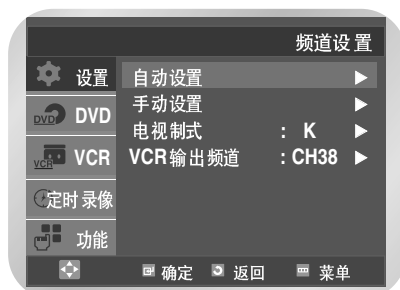 频道设置
设置
自动设置
手动设置
DVD DVD
电视制式 : K
VCR VCR
VCR输出频道 : CH38
定时录像
功能
确定 返回 菜单